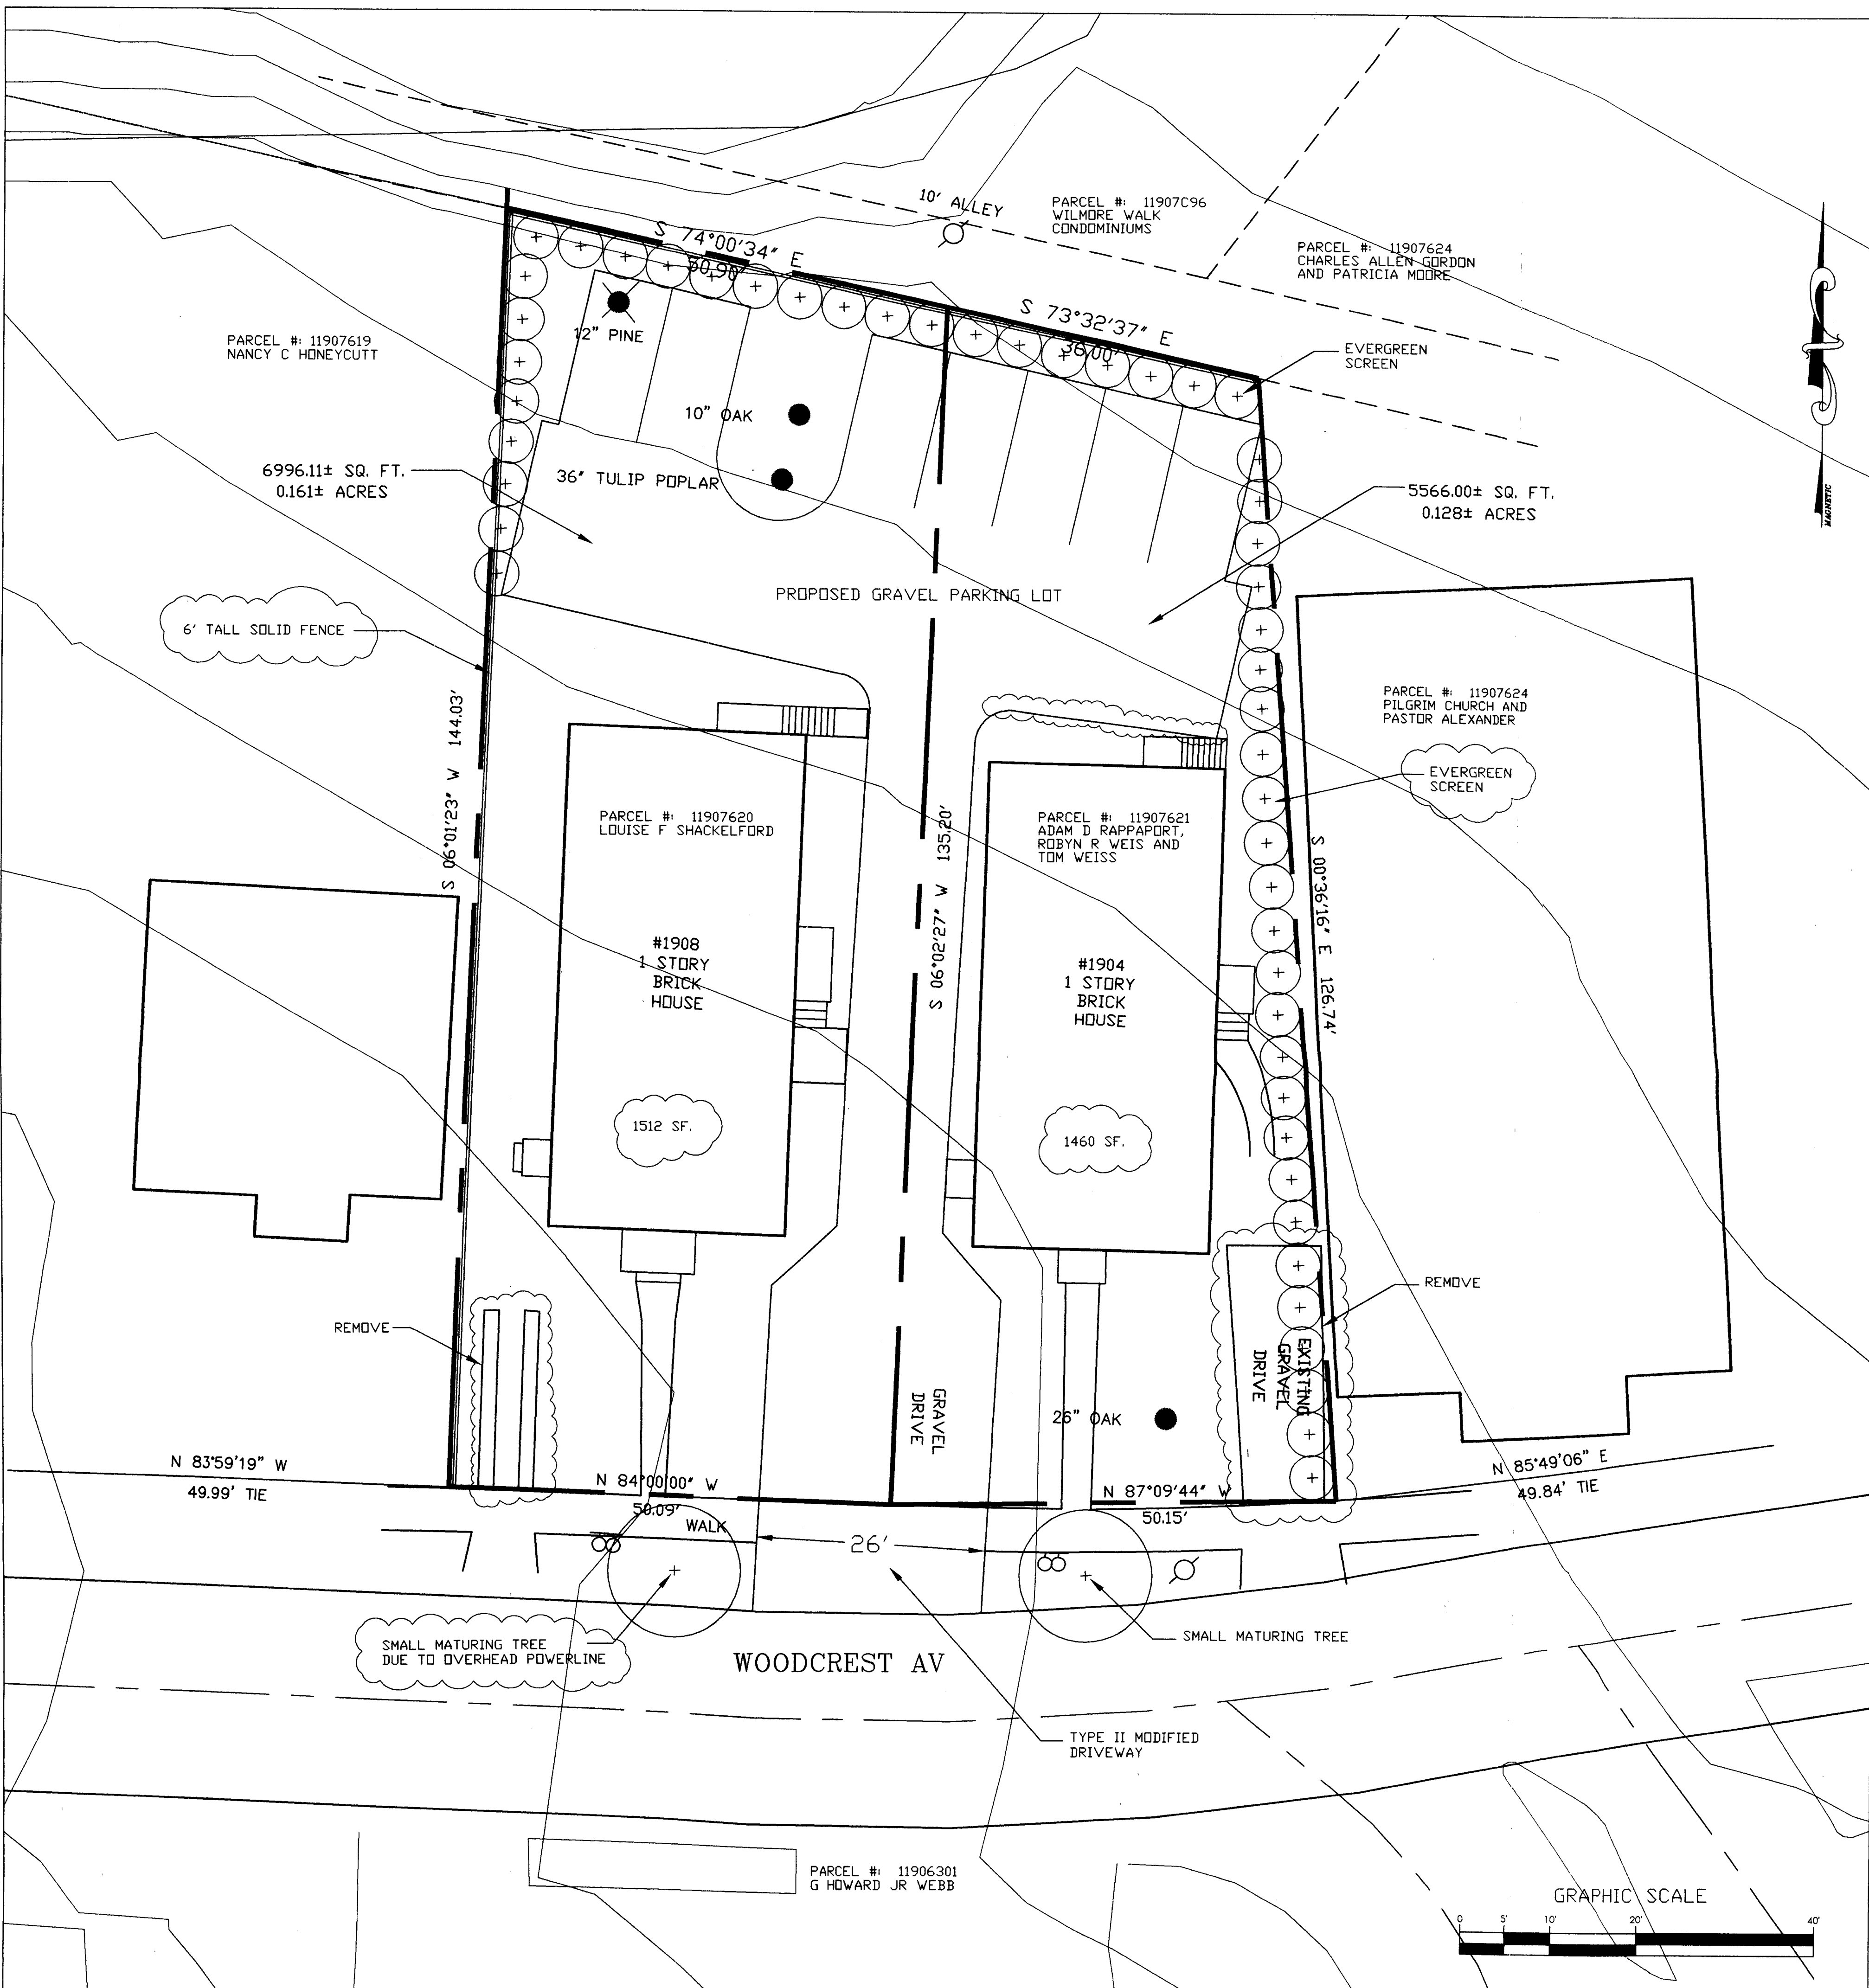 10' ALLEY
PARCEL #: 11907C96
WILMORE WALK
CONDOMINIUMS
PARCEL #: 11907624
CHARLES ALLEN GORDON
AND PATRICIA MOORE
S 74°00'34" E
50.90'
S 73°32'37" E
36.00'
12" PINE
PARCEL #: 11907619
NANCY C HONEYCUTT
EVERGREEN
SCREEN
10" OAK
36" TULIP POPLAR
6996.11± SQ. FT.
0.161± ACRES
5566.00± SQ. FT.
0.128± ACRES
MAGNETIC
PROPOSED GRAVEL PARKING LOT
6' TALL SOLID FENCE
S 06°01'23" W 144.03'
PARCEL #: 11907624
PILGRIM CHURCH AND
PASTOR ALEXANDER
EVERGREEN
SCREEN
PARCEL #: 11907620
LOUISE F SHACKELFORD
S 06°02'27" W 135.20'
PARCEL #: 11907621
ADAM D RAPPAPORT,
ROBYN R WEIS AND
TOM WEISS
S 00°36'16" E 126.74'
#1908
1 STORY
BRICK
HOUSE
#1904
1 STORY
BRICK
HOUSE
1512 SF.
1460 SF.
REMOVE
REMOVE
GRAVEL
DRIVE
26" OAK
EXISTING
GRAVEL
DRIVE
N 83°59'19" W
49.99' TIE
N 84°00'00" W
50.09'
WALK
26'
N 87°09'44" W
50.15'
N 85°49'06" E
49.84' TIE
SMALL MATURING TREE
DUE TO OVERHEAD POWERLINE
WOODCREST AV
SMALL MATURING TREE
TYPE II MODIFIED
DRIVEWAY
PARCEL #: 11906301
G HOWARD JR WEBB
GRAPHIC SCALE
0 5' 10' 20' 40'